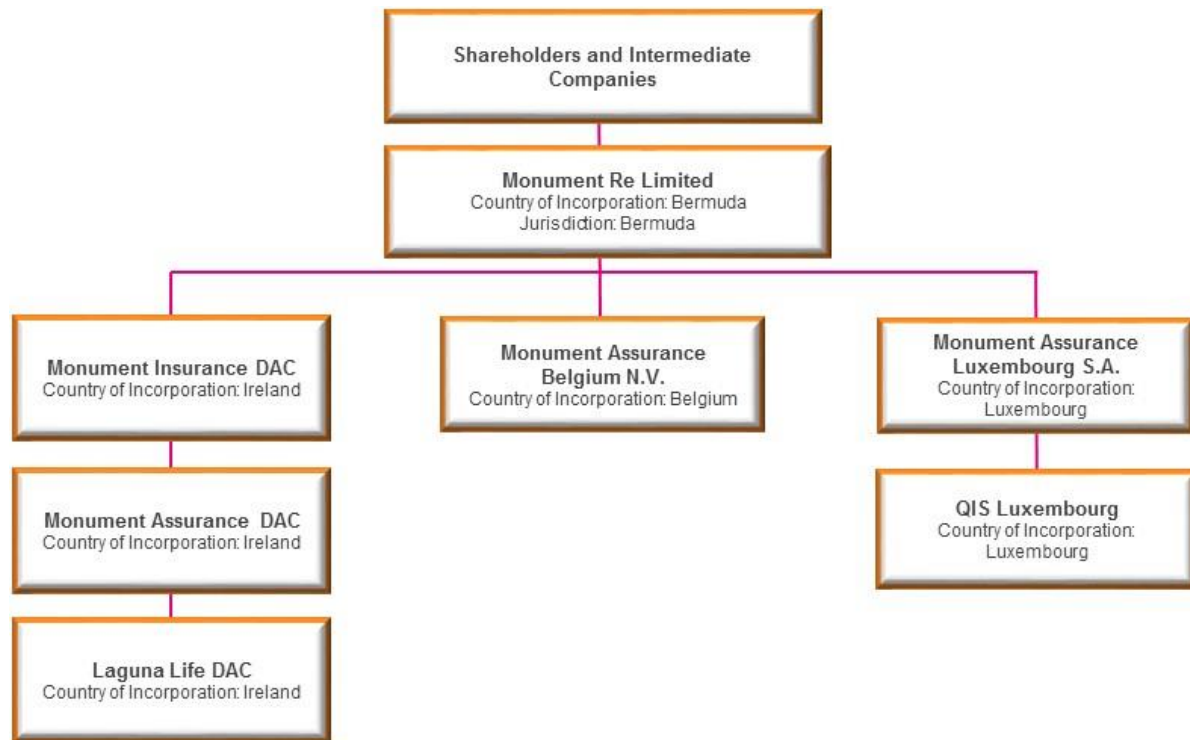 Shareholders and Intermediate
Companies
Monument Re Limited
Country of Incorporation: Bermuda
Jurisdiction: Bermuda
Monument Insurance DAC
Country of Incorporation: Ireland
Monument Assurance DAC
Country of Incorporation: Ireland
Laguna Life DAC
Country of Incorporation: Ireland
Monument Assurance
Belgium N.V.
Country of Incorporation: Belgium
Monument Assurance
Luxembourg S.A.
Country of Incorporation:
Luxembourg
QIS Luxembourg
Country of Incorporation:
Luxembourg